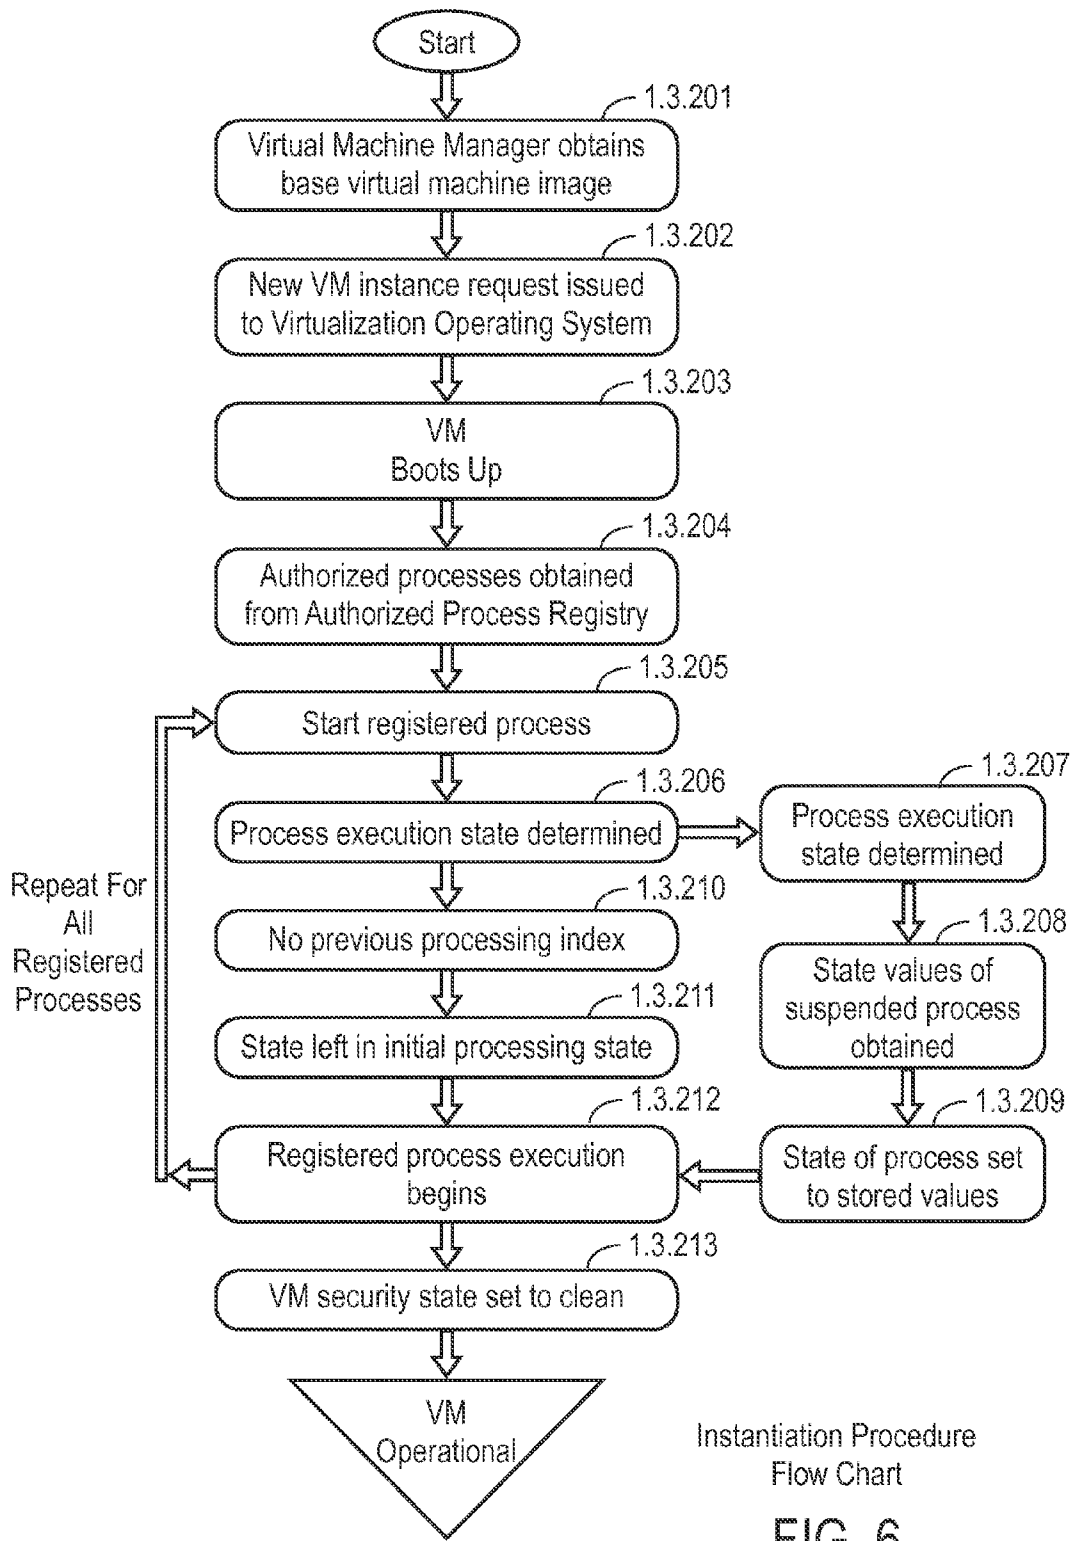 Start
1.3.201
Virtual Machine Manager obtains
base virtual machine image
1.3.202
New VM instance request issued
to Virtualization Operating System
1.3.203
VM
Boots Up
1.3.204
Authorized processes obtained
from Authorized Process Registry
1.3.205
Start registered process
1.3.206
Process execution state determined
1.3.207
Process execution
state determined
Repeat For
All
Registered
Processes
1.3.210
No previous processing index
1.3.208
State values of
suspended process
obtained
1.3.211
State left in initial processing state
1.3.212
Registered process execution
begins
1.3.209
State of process set
to stored values
1.3.213
VM security state set to clean
VM
Operational
Instantiation Procedure
Flow Chart
FIG. 6